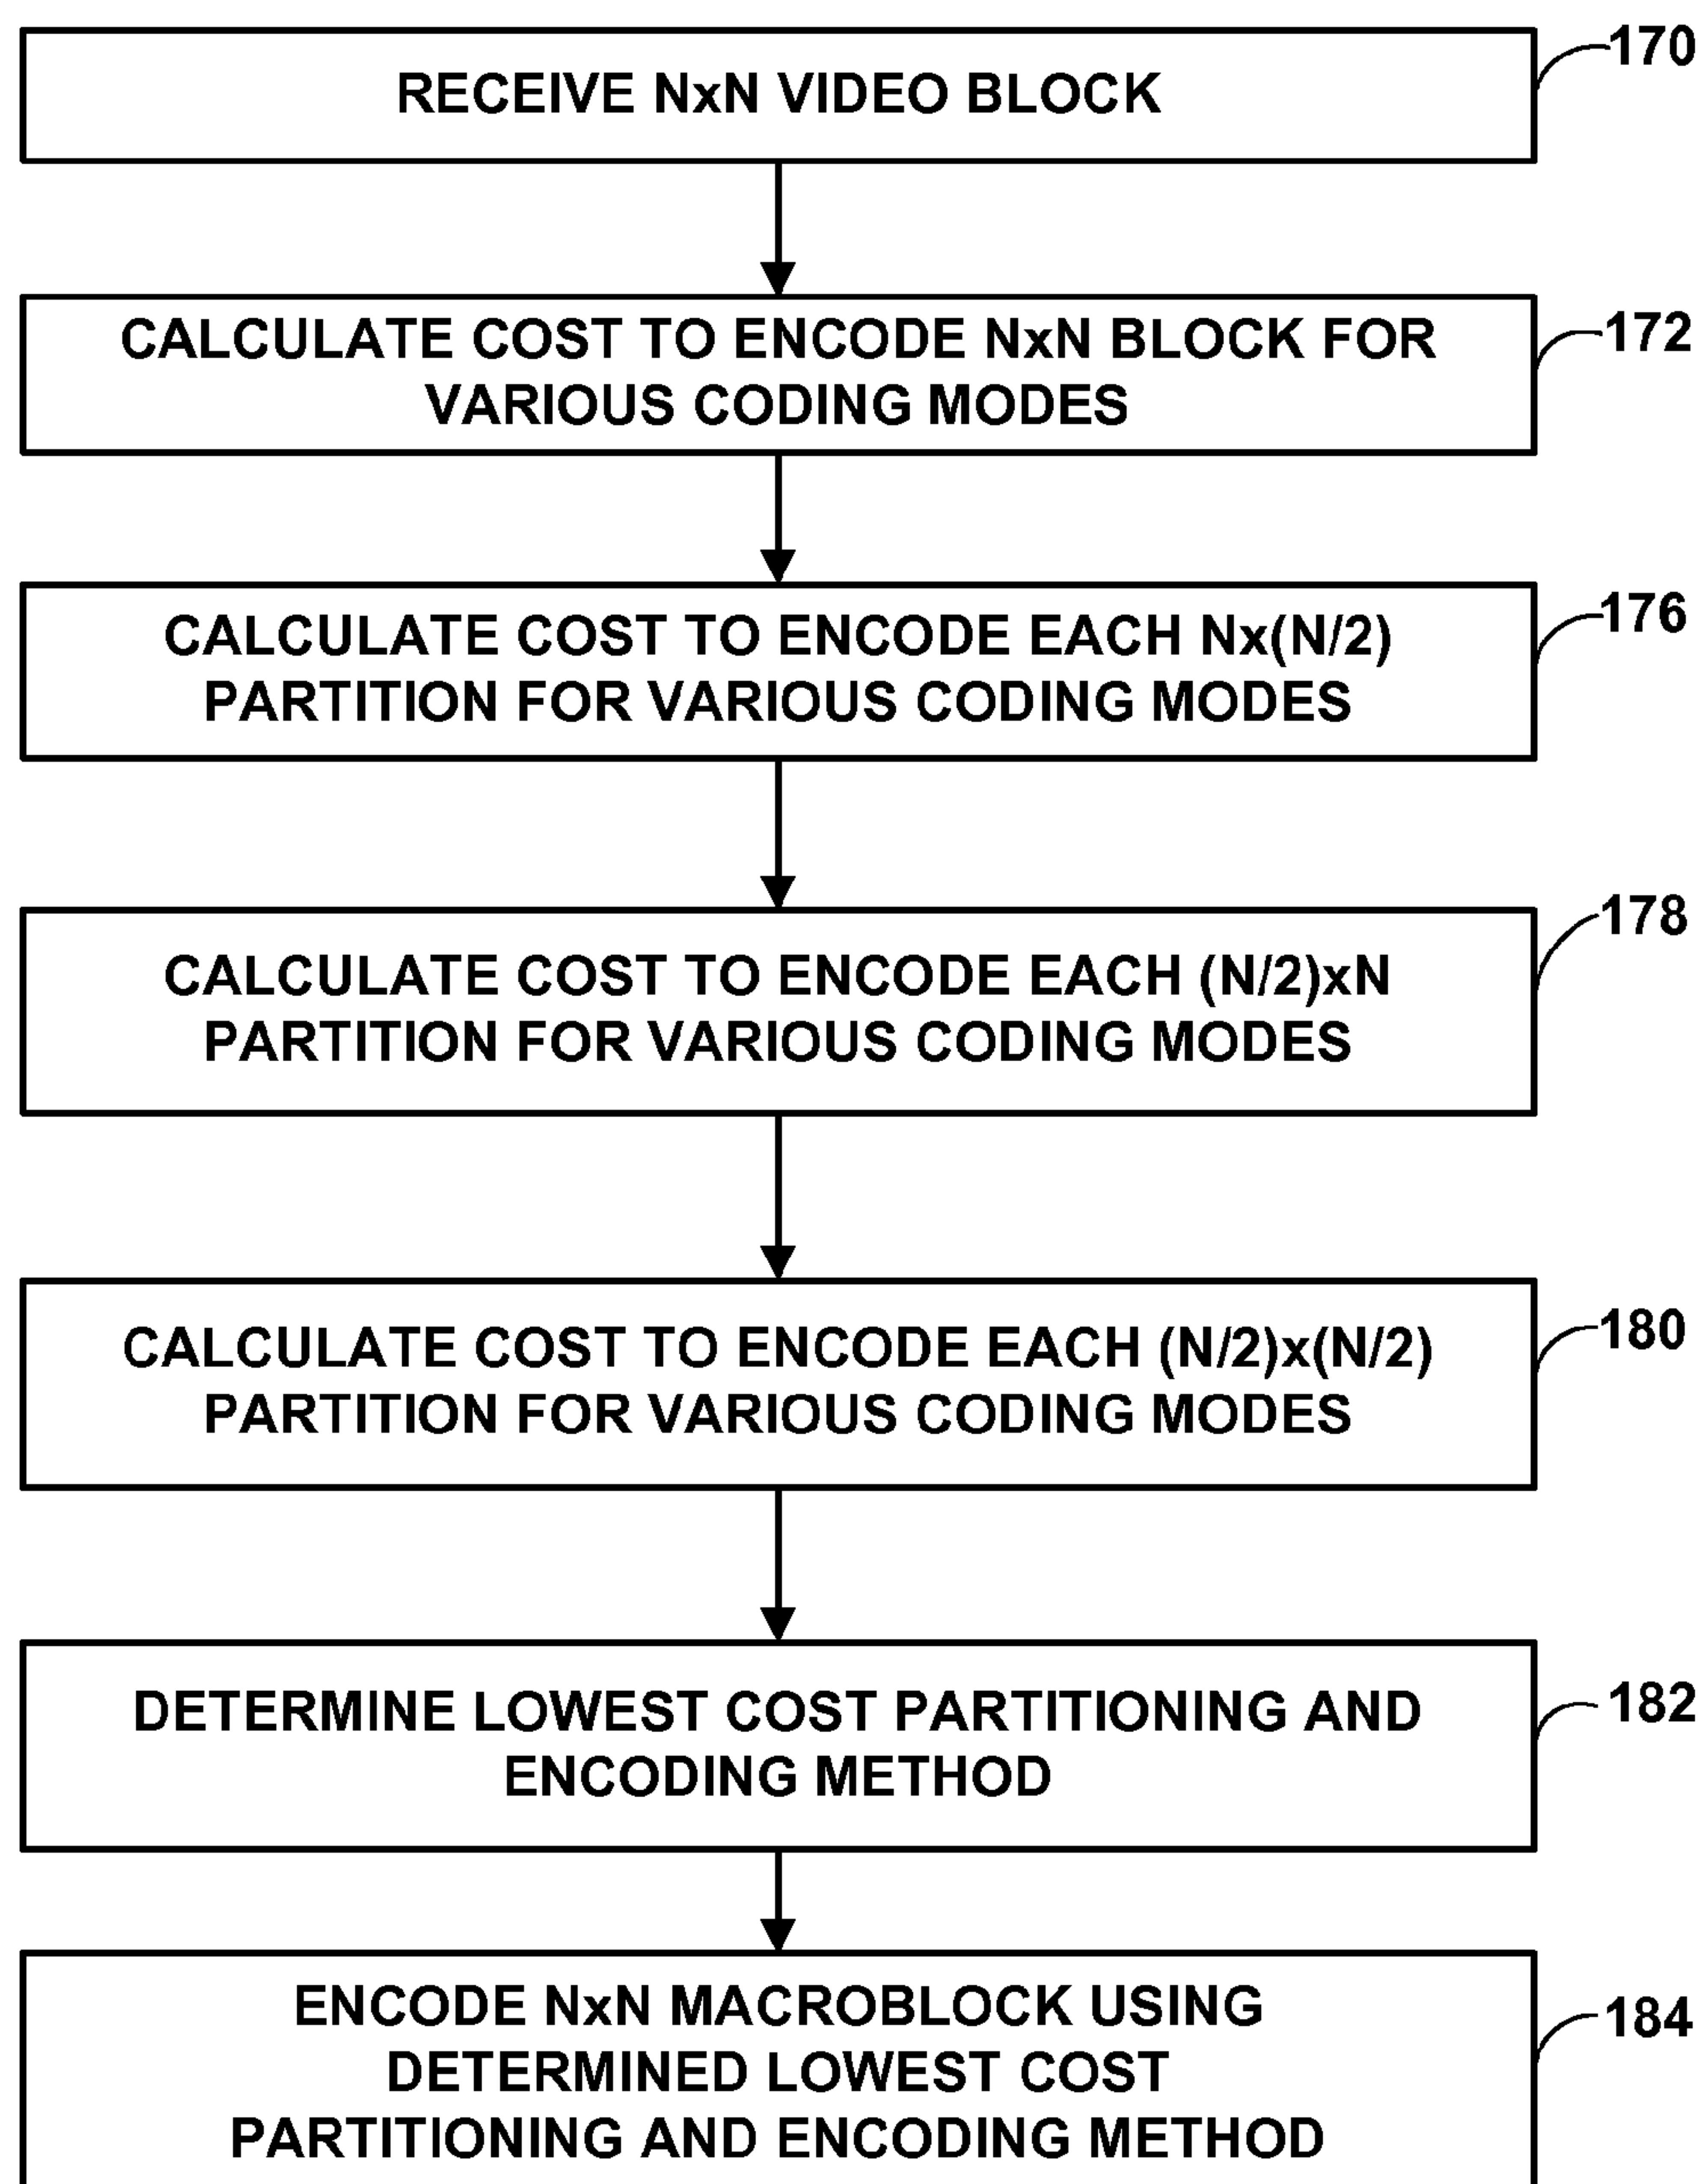 170
RECEIVE NxN VIDEO BLOCK
172
CALCULATE COST TO ENCODE NxN BLOCK FOR
VARIOUS CODING MODES
176
CALCULATE COST TO ENCODE EACH Nx(N/2)
PARTITION FOR VARIOUS CODING MODES
178
CALCULATE COST TO ENCODE EACH (N/2)xN
PARTITION FOR VARIOUS CODING MODES
180
CALCULATE COST TO ENCODE EACH (N/2)x(N/2)
PARTITION FOR VARIOUS CODING MODES
182
DETERMINE LOWEST COST PARTITIONING AND
ENCODING METHOD
184
ENCODE NxN MACROBLOCK USING
DETERMINED LOWEST COST
PARTITIONING AND ENCODING METHOD